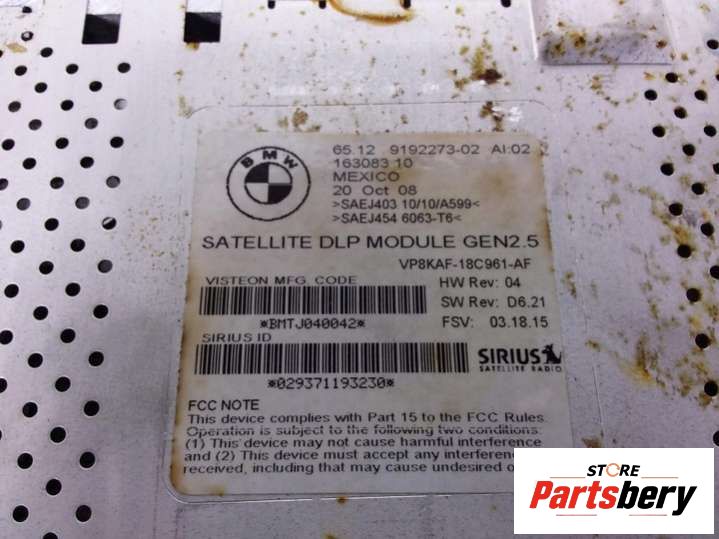 BMW
65.12 9192273-02 AI:02
163083 10
MEXICO
20 Oct 08
>SAEJ403 10/10/A599<
>SAEJ454 6063-T6<
SATELLITE DLP MODULE GEN2.5
VP8KAF-18C961-AF
VISTEON MFG CODE
HW Rev: 04
SW Rev: D6.21
*BMTJ040042*
FSV: 03.18.15
SIRIUS ID
SIRIUS
SATELLITE RADIO
*029371193230*
FCC NOTE
This device complies with Part 15 to the FCC Rules.
Operation is subject to the following two conditions:
(1) This device may not cause harmful interference
and (2) This device must accept any interference
received, including that may cause undesired
STORE
Partsbery